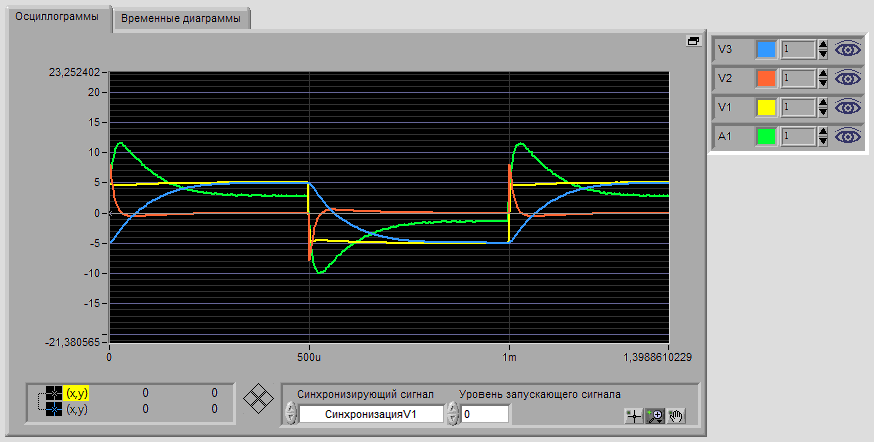 Осциллограммы
Временные диаграммы
23,252402
20
15
10
5
0
-5
-10
-15
-21,380565
0
500u
1m
1,3988610229
V3 1
V2 1
V1 1
A1 1
(x,y) 0 0
(x,y) 0 0
Синхронизирующий сигнал
СинхронизацияV1
Уровень запускающего сигнала
0